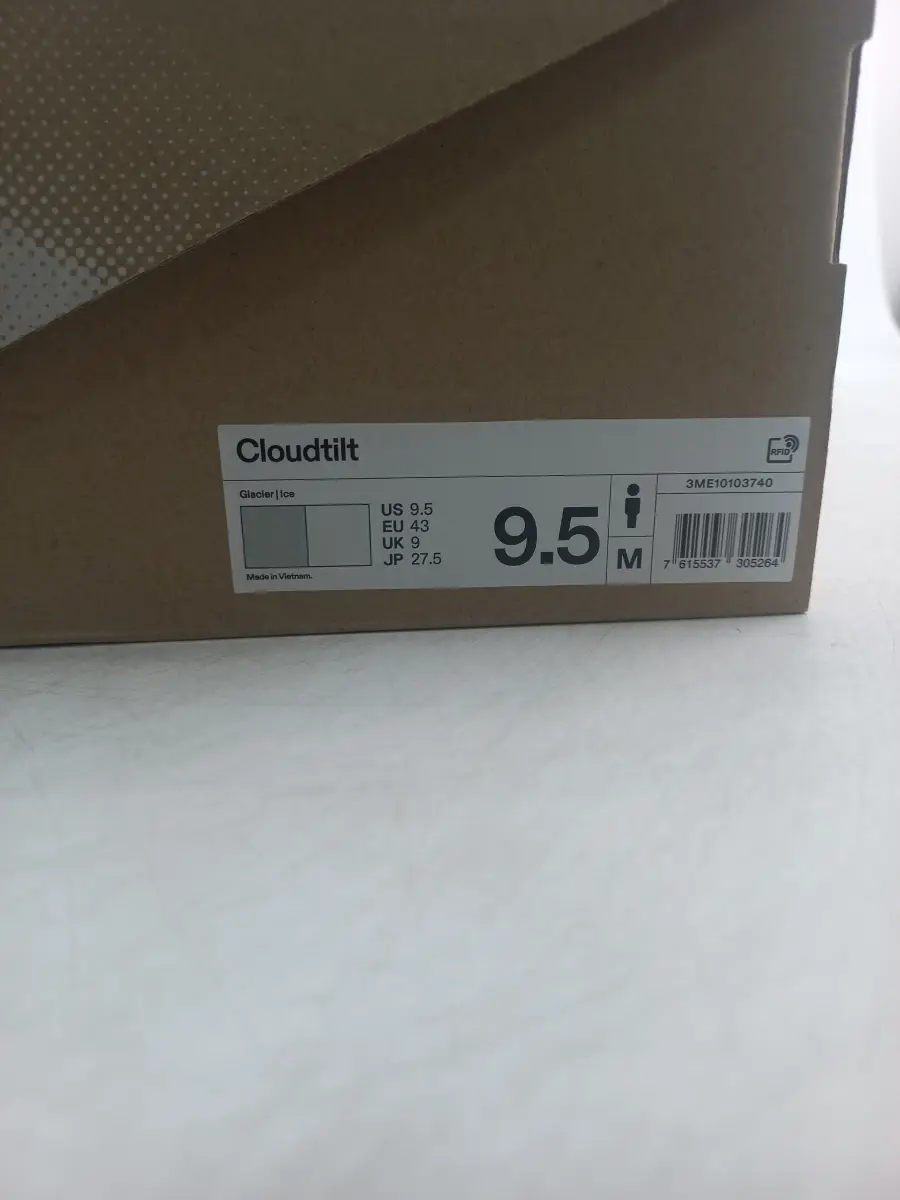 Cloudtilt
RFID
Glacier | Ice
US 9.5
EU 43
UK 9
JP 27.5
Made in Vietnam.
9.5
M
3ME10103740
7 615537 305264